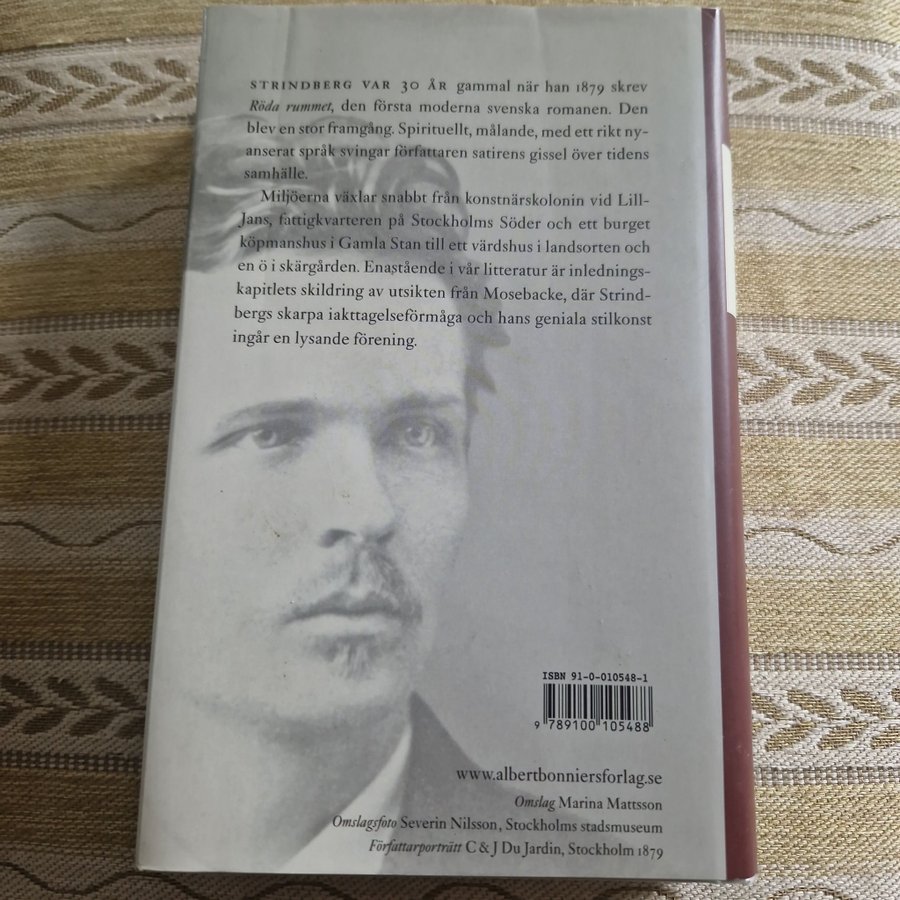 STRINDBERG VAR 30 ÅR gammal när han 1879 skrev
Röda rummet, den första moderna svenska romanen. Den
blev en stor framgång. Spirituellt, målande, med ett rikt ny-
anserat språk svingar författaren satirens gissel över tidens
samhälle.
Miljöerna växlar snabbt från konstnärskolonin vid Lill-
Jans, fattigkvarteren på Stockholms Söder och ett burget
köpmanshus i Gamla Stan till ett värdshus i landsorten och
en ö i skärgården. Enastående i vår litteratur är inlednings-
kapitlets skildring av utsikten från Mosebacke, där Strind-
bergs skarpa iakttagelseförmåga och hans geniala stilkonst
ingår en lysande förening.
ISBN 91-0-010548-1
9 789100 105488
www.albertbonniersforlag.se
Omslag Marina Mattsson
Omslagsfoto Severin Nilsson, Stockholms stadsmuseum
Författarporträtt C & J Du Jardin, Stockholm 1879